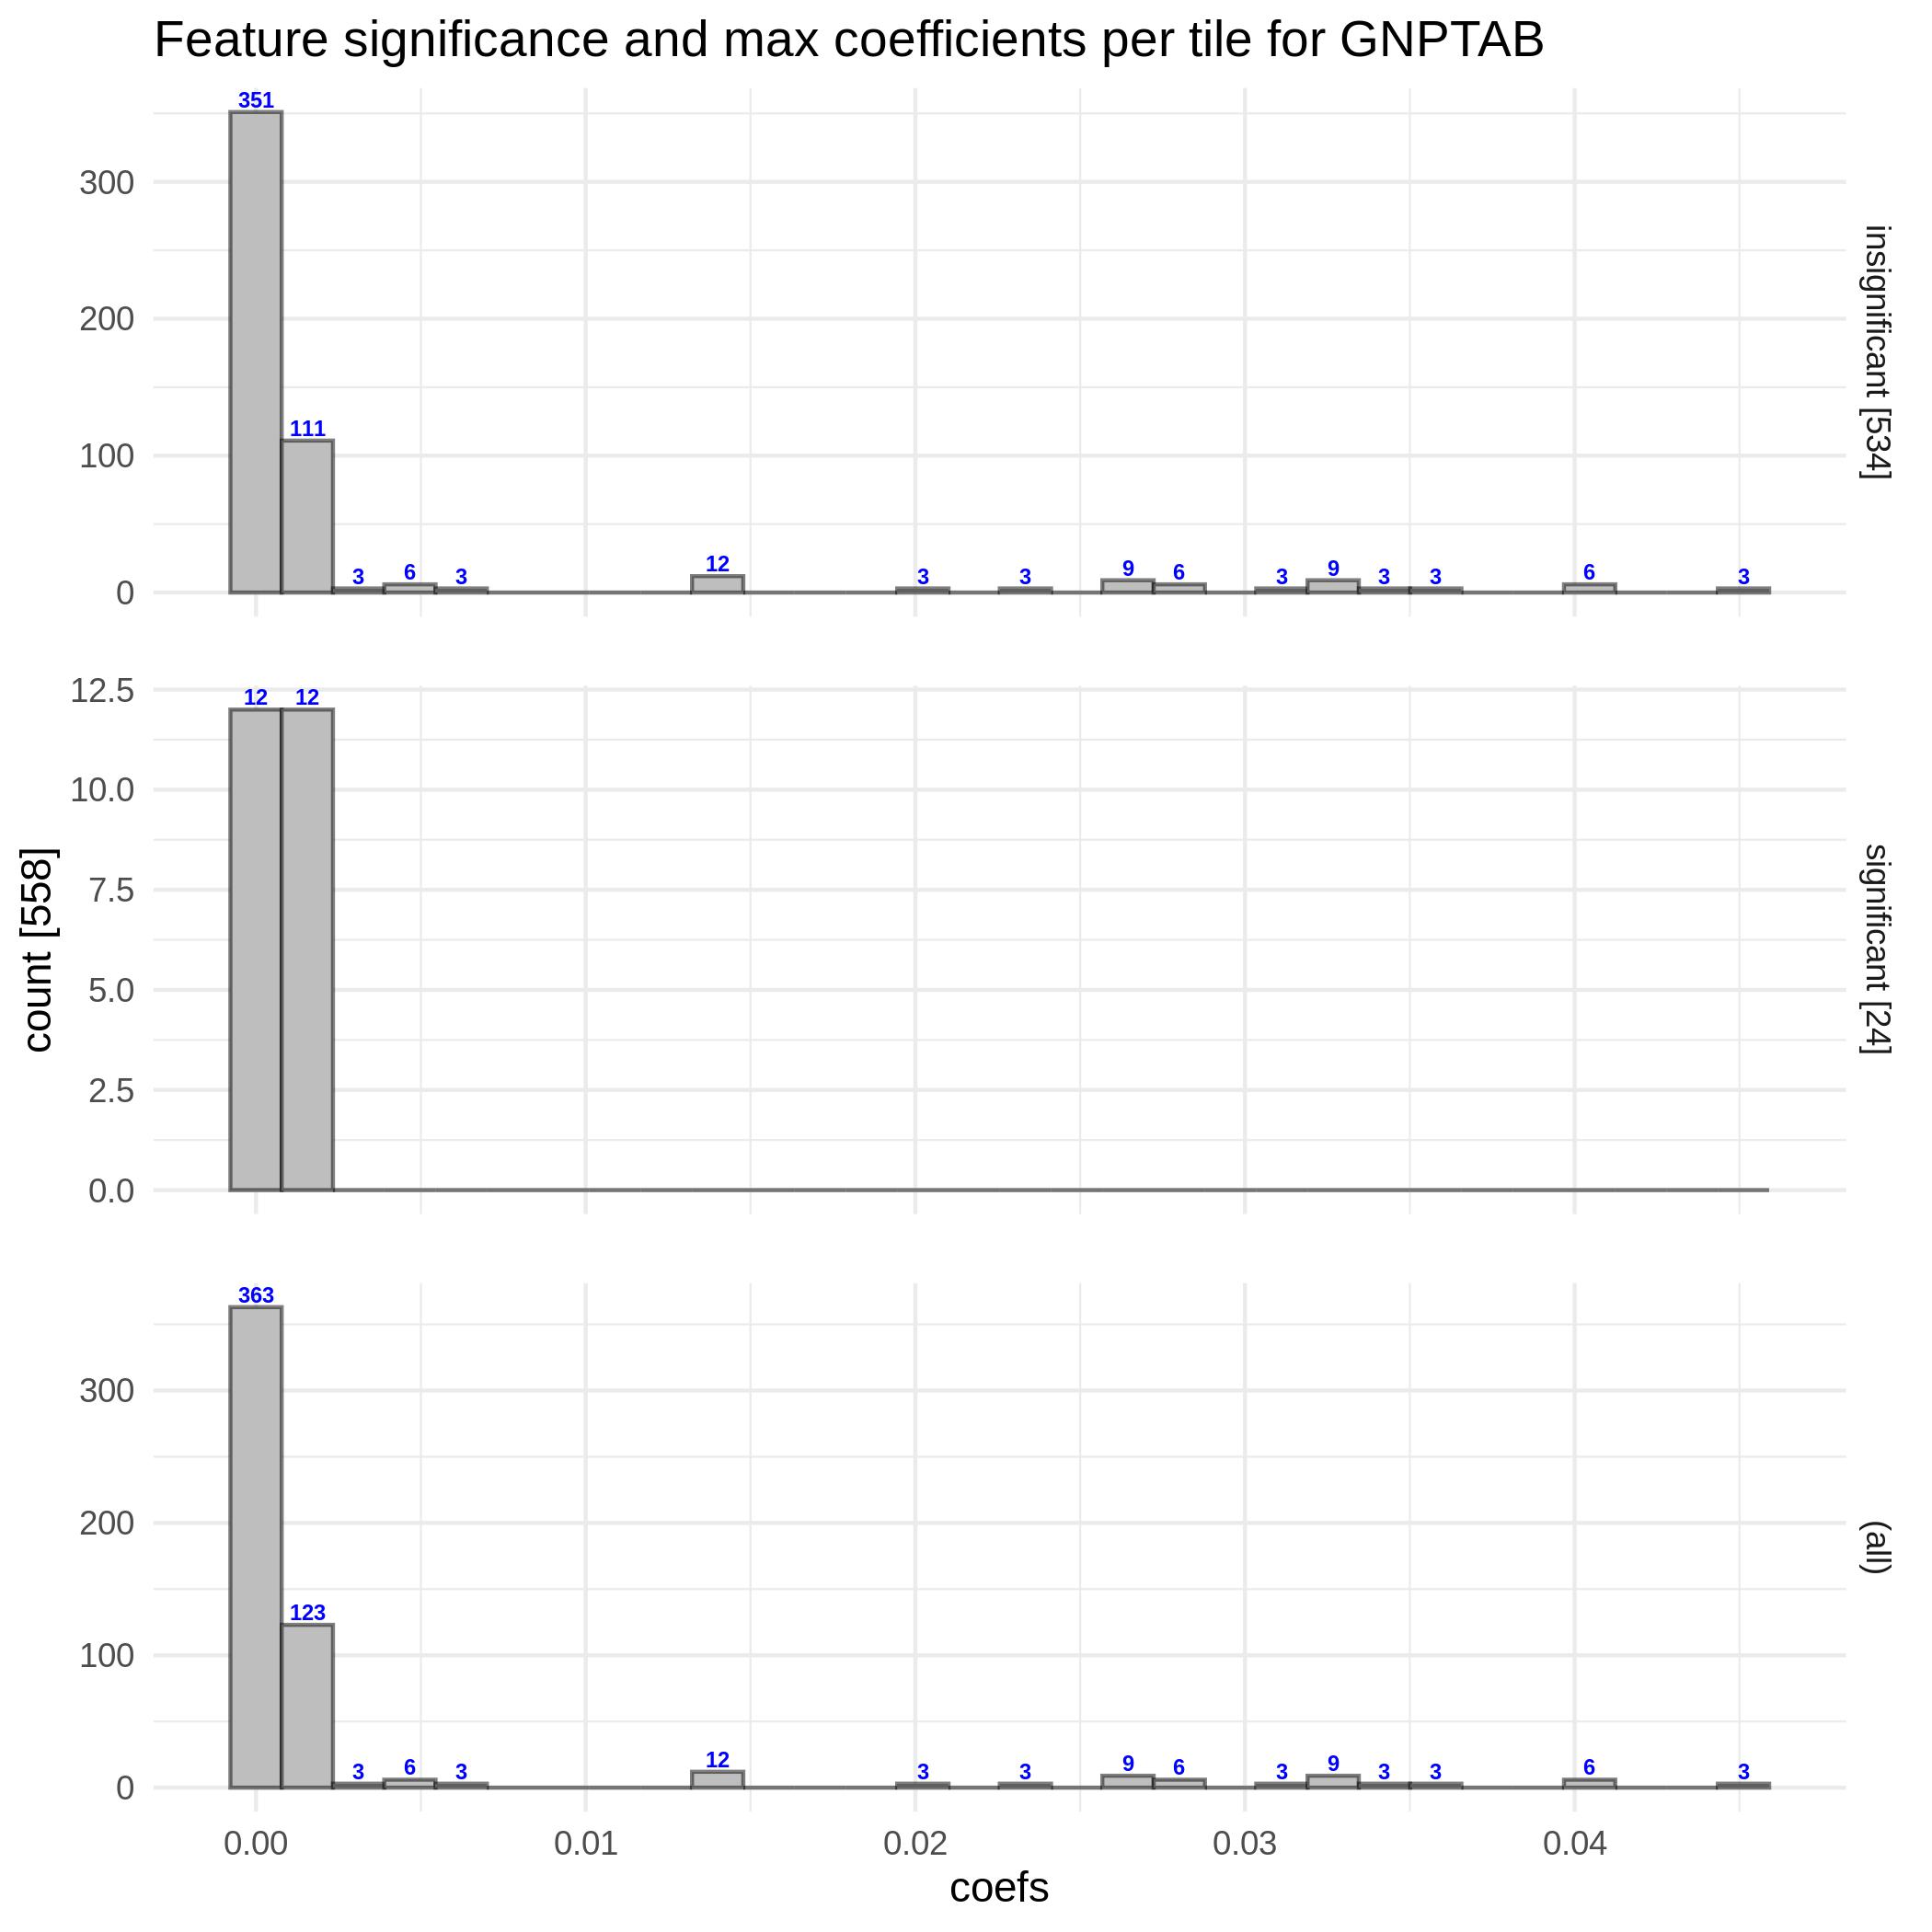 Feature significance and max coefficients per tile for GNPTAB
351
300
200
100
0
111
3 6 3 12 3 3 9 6 3 9 3 3 6 3
insignificant [534]
12.5
10.0
7.5
5.0
2.5
0.0
12 12
significant [24]
count [558]
363
300
200
100
0
123
3 6 3 12 3 3 9 6 3 9 3 3 6 3
(all)
0.00 0.01 0.02 0.03 0.04
coefs